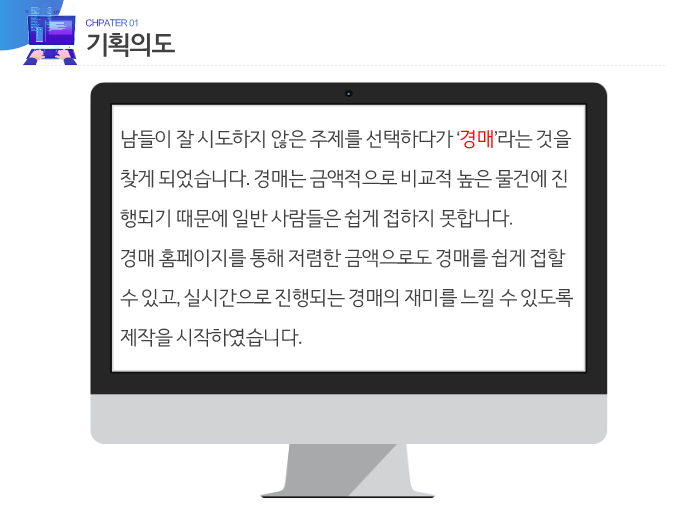 CHPATER 01
기획의도
남들이 잘 시도하지 않은 주제를 선택하다가 ‘경매’라는 것을
찾게 되었습니다. 경매는 금액적으로 비교적 높은 물건에 진
행되기 때문에 일반 사람들은 쉽게 접하지 못합니다.
경매 홈페이지를 통해 저렴한 금액으로도 경매를 쉽게 접할
수 있고, 실시간으로 진행되는 경매의 재미를 느낄 수 있도록
제작을 시작하였습니다.